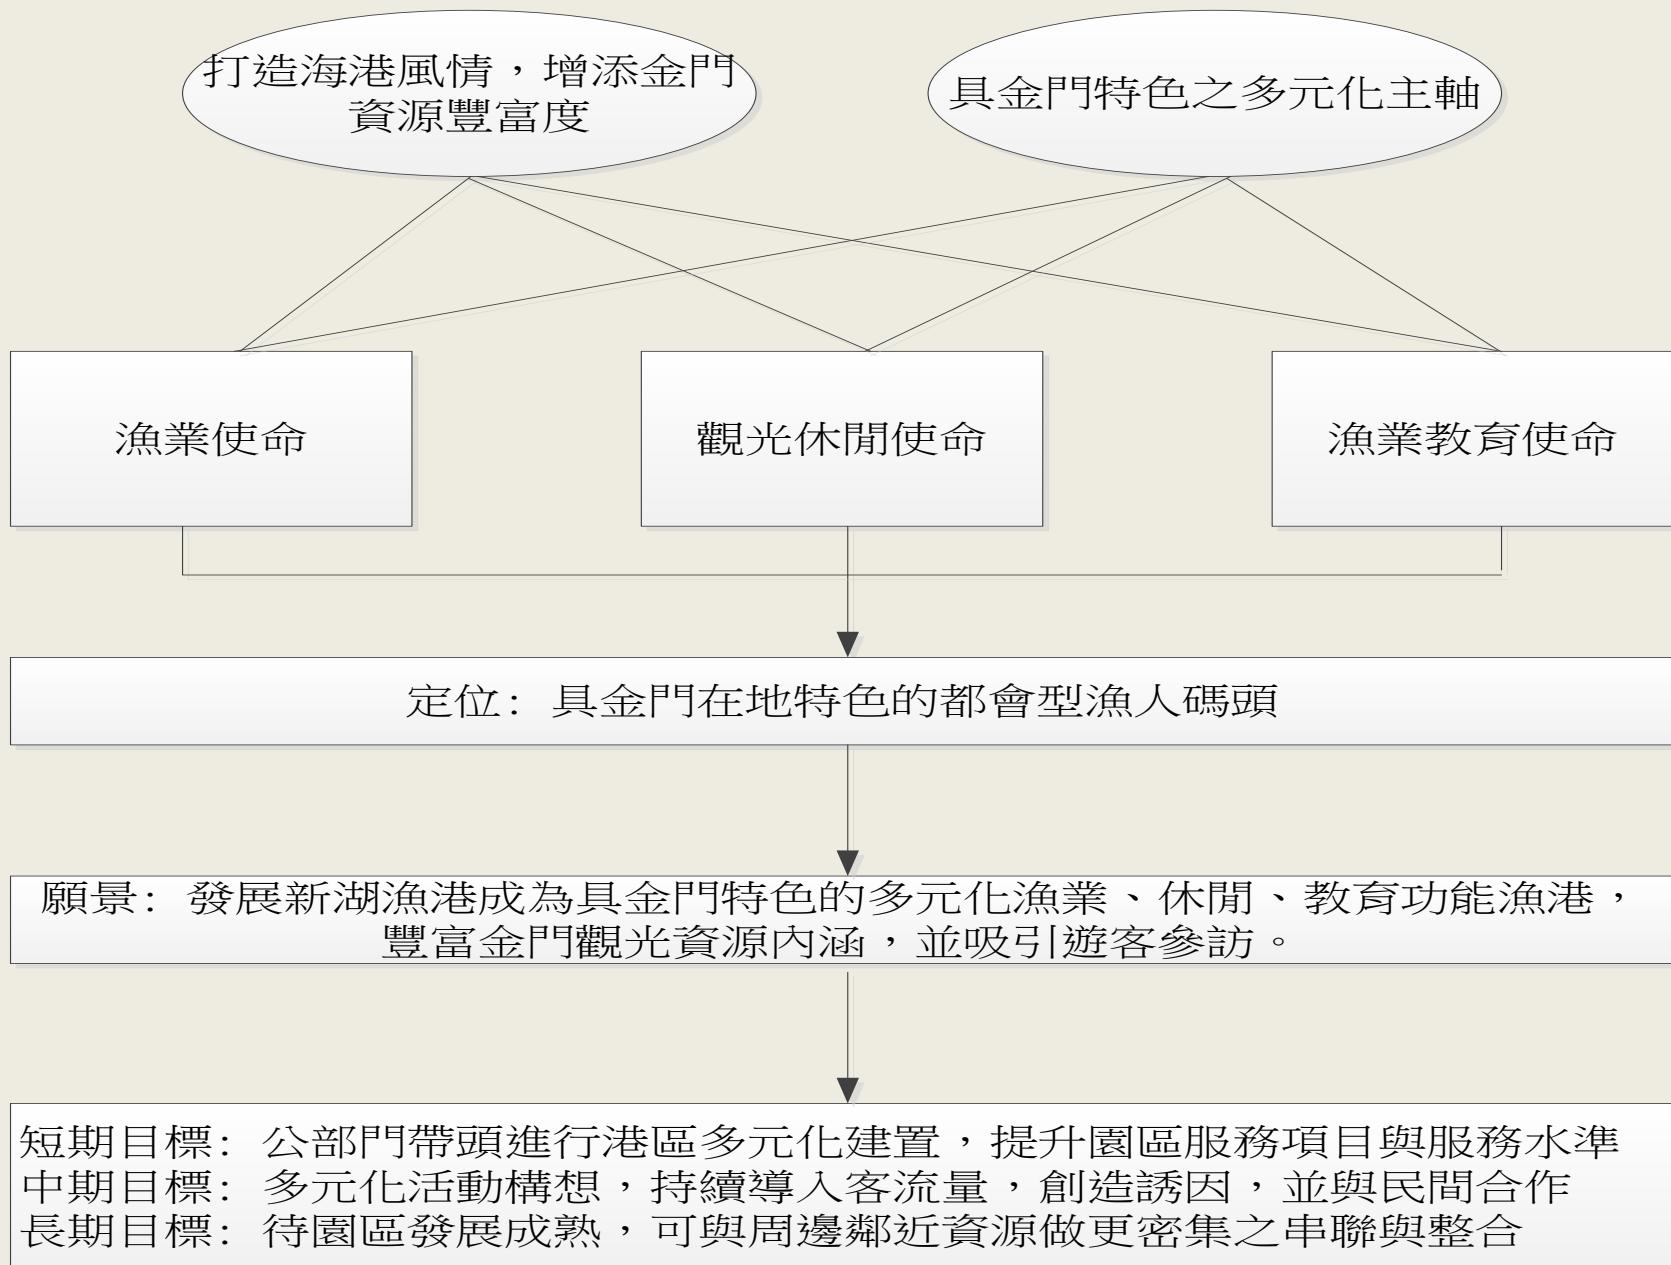 打造海港風情，增添金門
資源豐富度
具金門特色之多元化主軸
漁業使命
觀光休閒使命
漁業教育使命
定位: 具金門在地特色的都會型漁人碼頭
願景: 發展新湖漁港成為具金門特色的多元化漁業、休閒、教育功能漁港，
豐富金門觀光資源內涵，並吸引遊客參訪。
短期目標: 公部門帶頭進行港區多元化建置，提升園區服務項目與服務水準
中期目標: 多元化活動構想，持續導入客流量，創造誘因，並與民間合作
長期目標: 待園區發展成熟，可與周邊鄰近資源做更密集之串聯與整合